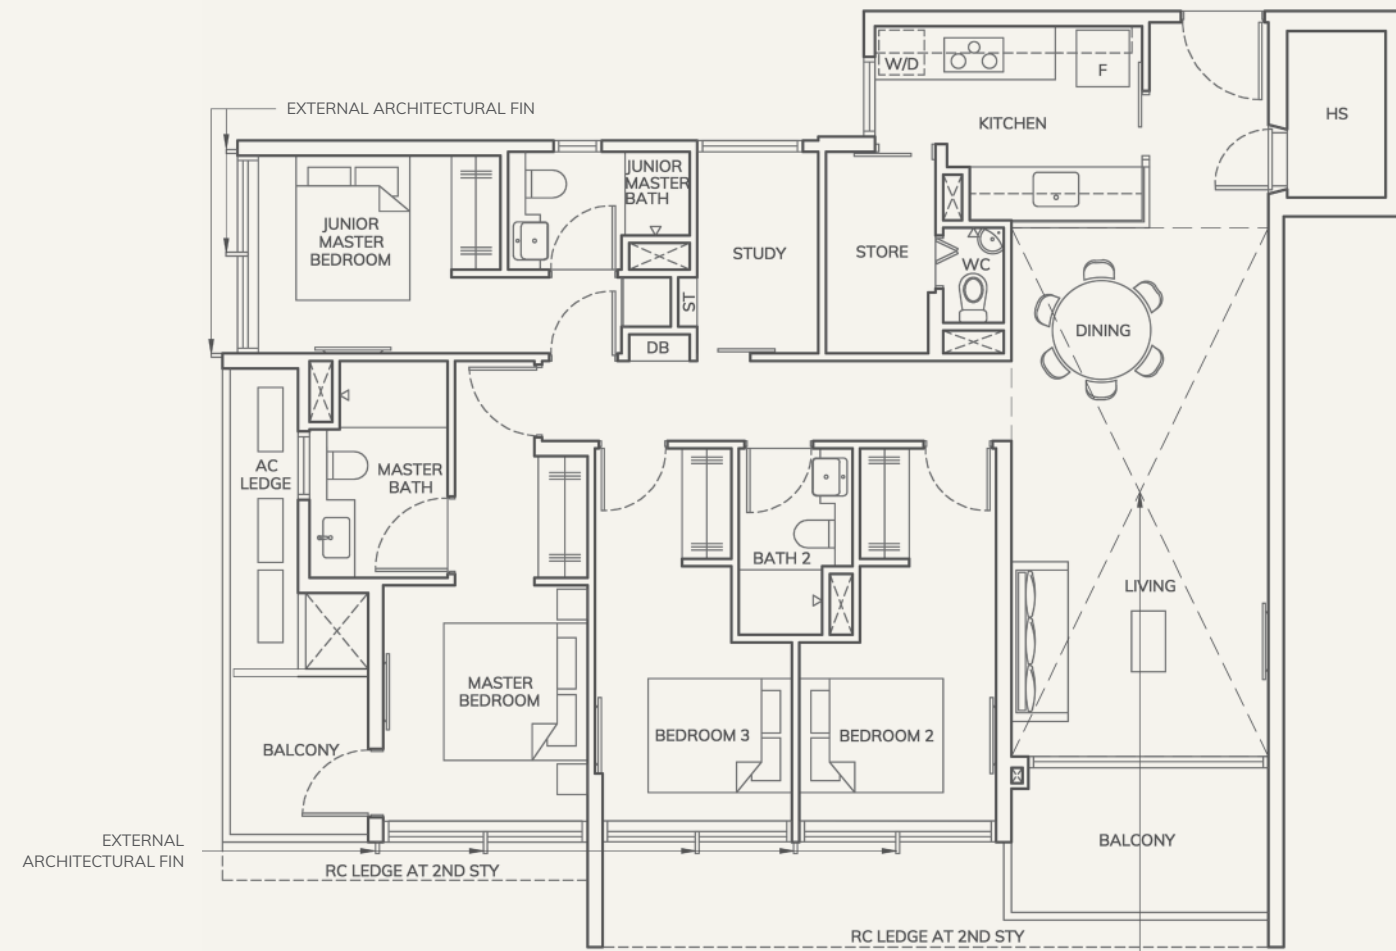 W/D
F
KITCHEN
HS
EXTERNAL ARCHITECTURAL FIN
JUNIOR
MASTER
BATH
JUNIOR
MASTER
BEDROOM
STUDY
STORE
WC
ST
DB
DINING
AC
LEDGE
MASTER
BATH
BATH 2
LIVING
MASTER
BEDROOM
BEDROOM 3
BEDROOM 2
BALCONY
EXTERNAL
ARCHITECTURAL FIN
BALCONY
RC LEDGE AT 2ND STY
RC LEDGE AT 2ND STY